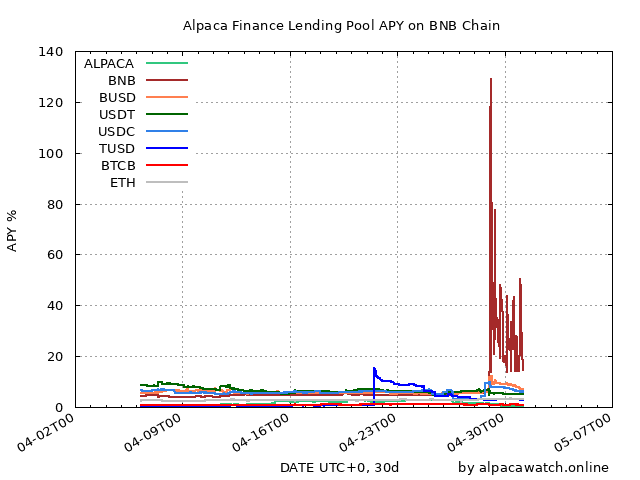 Alpaca Finance Lending Pool APY on BNB Chain
140
120
100
80
60
40
20
0
APY %
ALPACA
BNB
BUSD
USDT
USDC
TUSD
BTCB
ETH
04-02T00
04-09T00
04-16T00
04-23T00
04-30T00
05-07T00
DATE UTC+0, 30d
by alpacawatch.online